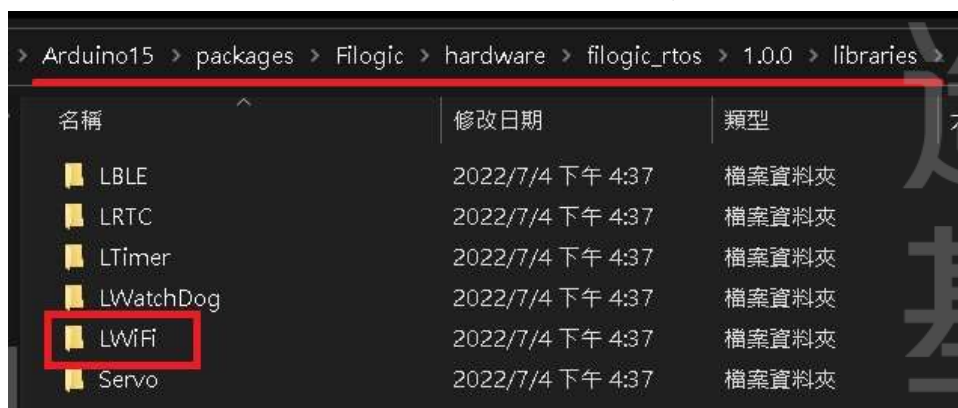 > Arduino15 > packages > Filogic > hardware > filogic_rtos > 1.0.0 > libraries >
名稱 修改日期 類型
LBLE 2022/7/4 下午 4:37 檔案資料夾
LRTC 2022/7/4 下午 4:37 檔案資料夾
LTimer 2022/7/4 下午 4:37 檔案資料夾
LWatchDog 2022/7/4 下午 4:37 檔案資料夾
LWiFi 2022/7/4 下午 4:37 檔案資料夾
Servo 2022/7/4 下午 4:37 檔案資料夾